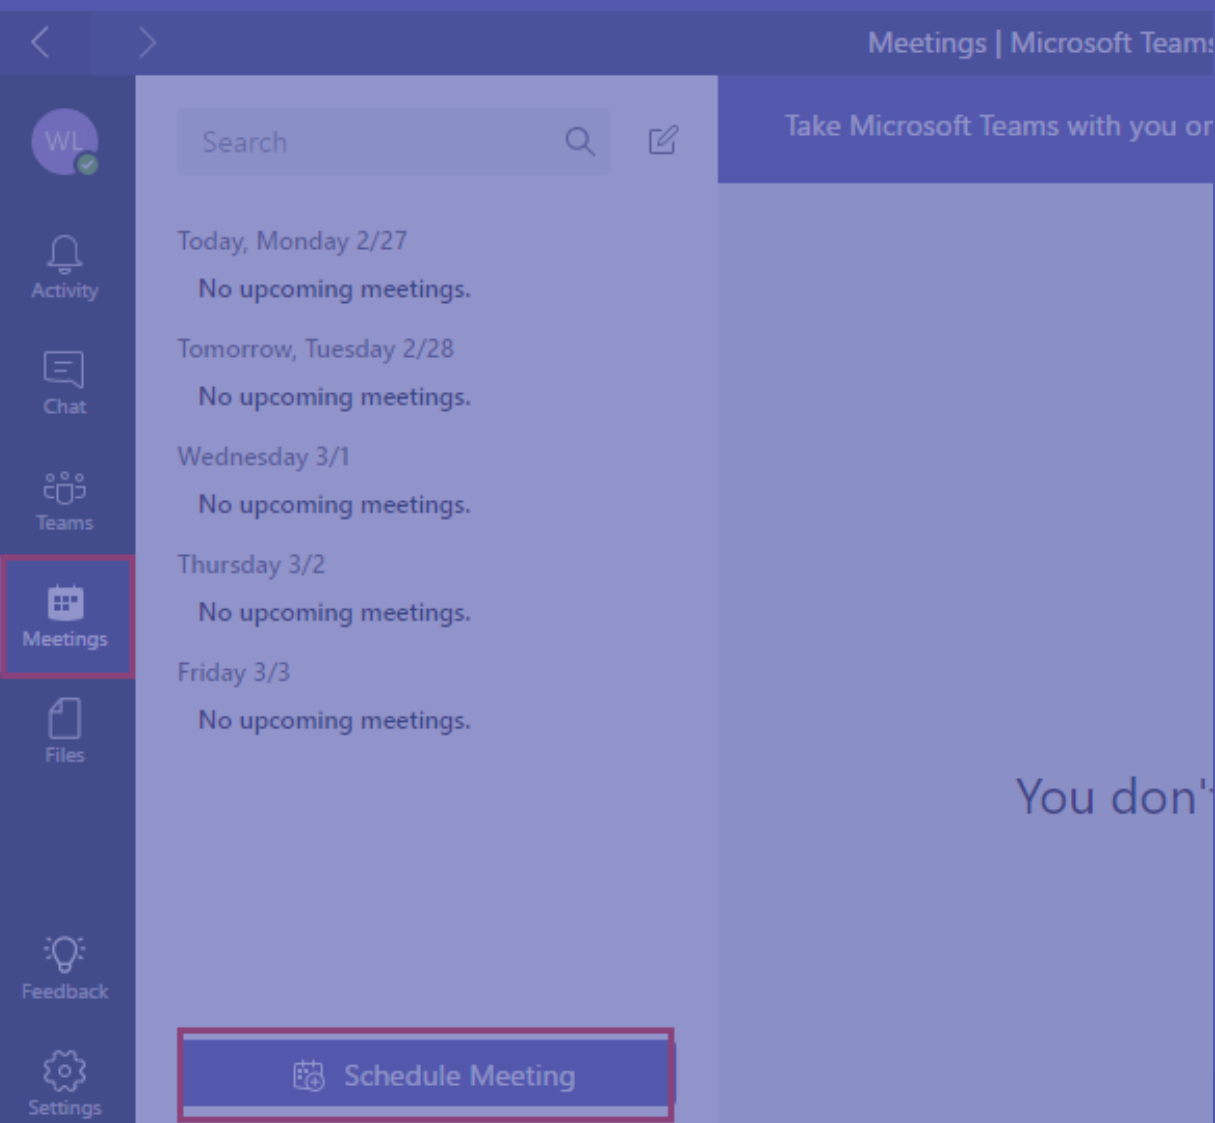 Meetings | Microsoft Teams
WL
Search
Take Microsoft Teams with you on
Activity
Chat
Teams
Meetings
Files
Feedback
Settings
Today, Monday 2/27
No upcoming meetings.
Tomorrow, Tuesday 2/28
No upcoming meetings.
Wednesday 3/1
No upcoming meetings.
Thursday 3/2
No upcoming meetings.
Friday 3/3
No upcoming meetings.
You don't
Schedule Meeting